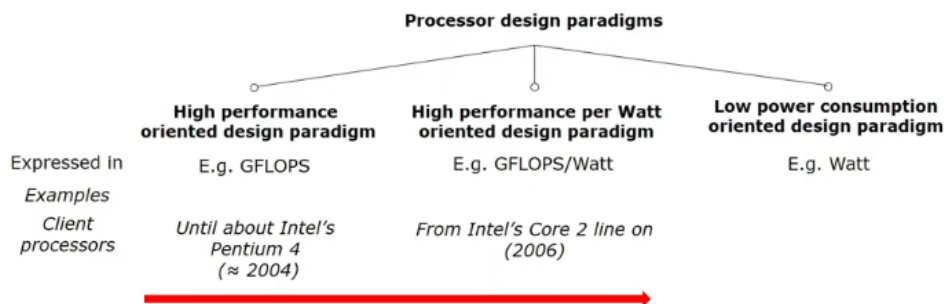 Processor design paradigms
High performance
oriented design paradigm
High performance per Watt
oriented design paradigm
Low power consumption
oriented design paradigm
Expressed in
E.g. GFLOPS
E.g. GFLOPS/Watt
E.g. Watt
Examples
Client
processors
Until about Intel’s
Pentium 4
(≈ 2004)
From Intel’s Core 2 line on
(2006)